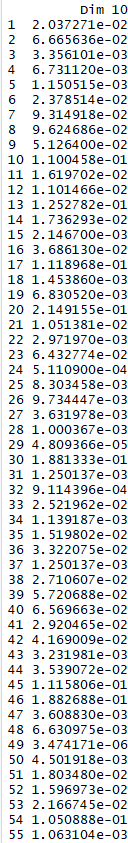 Dim 10
1 2.037271e-02
2 6.665636e-02
3 3.356101e-03
4 6.731120e-03
5 1.150515e-03
6 2.378514e-02
7 9.314918e-02
8 9.624686e-02
9 5.126400e-02
10 1.100458e-01
11 1.619702e-02
12 1.101466e-02
13 1.252782e-01
14 1.736293e-02
15 2.146700e-03
16 3.686130e-02
17 1.118968e-01
18 1.453860e-03
19 6.830520e-03
20 2.149155e-01
21 1.051381e-02
22 2.971970e-03
23 6.432774e-02
24 5.110900e-04
25 8.303458e-03
26 9.734447e-03
27 3.631978e-03
28 1.000367e-03
29 4.809366e-05
30 1.881333e-01
31 1.250137e-03
32 9.114396e-04
33 2.521962e-02
34 1.139187e-03
35 1.519802e-02
36 3.322075e-02
37 1.250137e-03
38 2.710607e-02
39 5.720688e-02
40 6.569663e-02
41 2.920465e-02
42 4.169009e-02
43 3.231981e-03
44 3.539072e-02
45 1.115806e-01
46 1.882688e-01
47 3.608830e-03
48 6.630975e-03
49 3.474171e-06
50 4.501918e-03
51 1.803480e-02
52 1.596973e-02
53 2.166745e-02
54 1.050888e-01
55 1.063104e-03